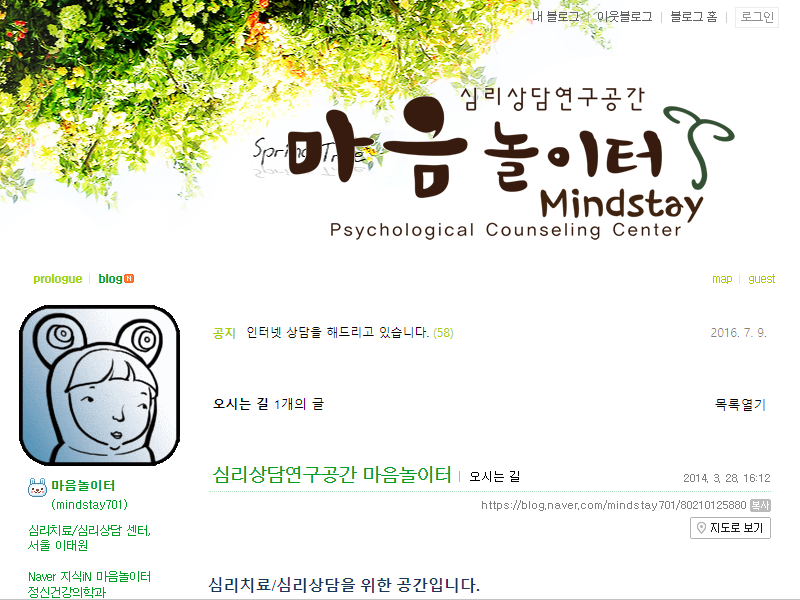 내 블로그 | 이웃블로그 | 블로그 홈 | 로그인
심리상담연구공간
Spring Tree
마음 놀이터
Mindstay
Psychological Counseling Center
prologue | blog N
map | guest
공지 인터넷 상담을 해드리고 있습니다. (58) 2016. 7. 9.
오시는 길 1개의 글 목록열기
심리상담연구공간 마음놀이터 | 오시는 길 2014. 3. 28. 16:12
https://blog.naver.com/mindstay701/80210125880 복사
지도로 보기
마음놀이터
(mindstay701)
심리치료/심리상담 센터.
서울 이태원
Naver 지식iN 마음놀이터
정신건강의학과
심리치료/심리상담을 위한 공간입니다.